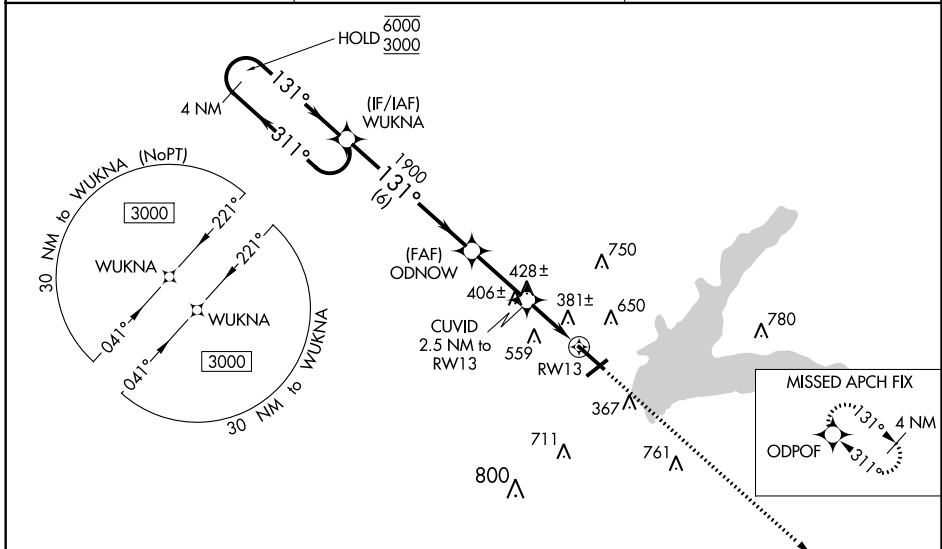 HOLD 6000
3000
131°
4 NM
311°
(IF/IAF)
WUKNA
1900
131°
(6)
30 NM to WUKNA (NoPT)
3000
221°
WUKNA
041°
221°
WUKNA
3000
041°
30 NM to WUKNA
(FAF)
ODNOW
750
428±
406±
381±
650
780
CUVID
2.5 NM to
RW13
559
RW13
367
711
761
800
MISSED APCH FIX
131°
4 NM
ODPOF
311°